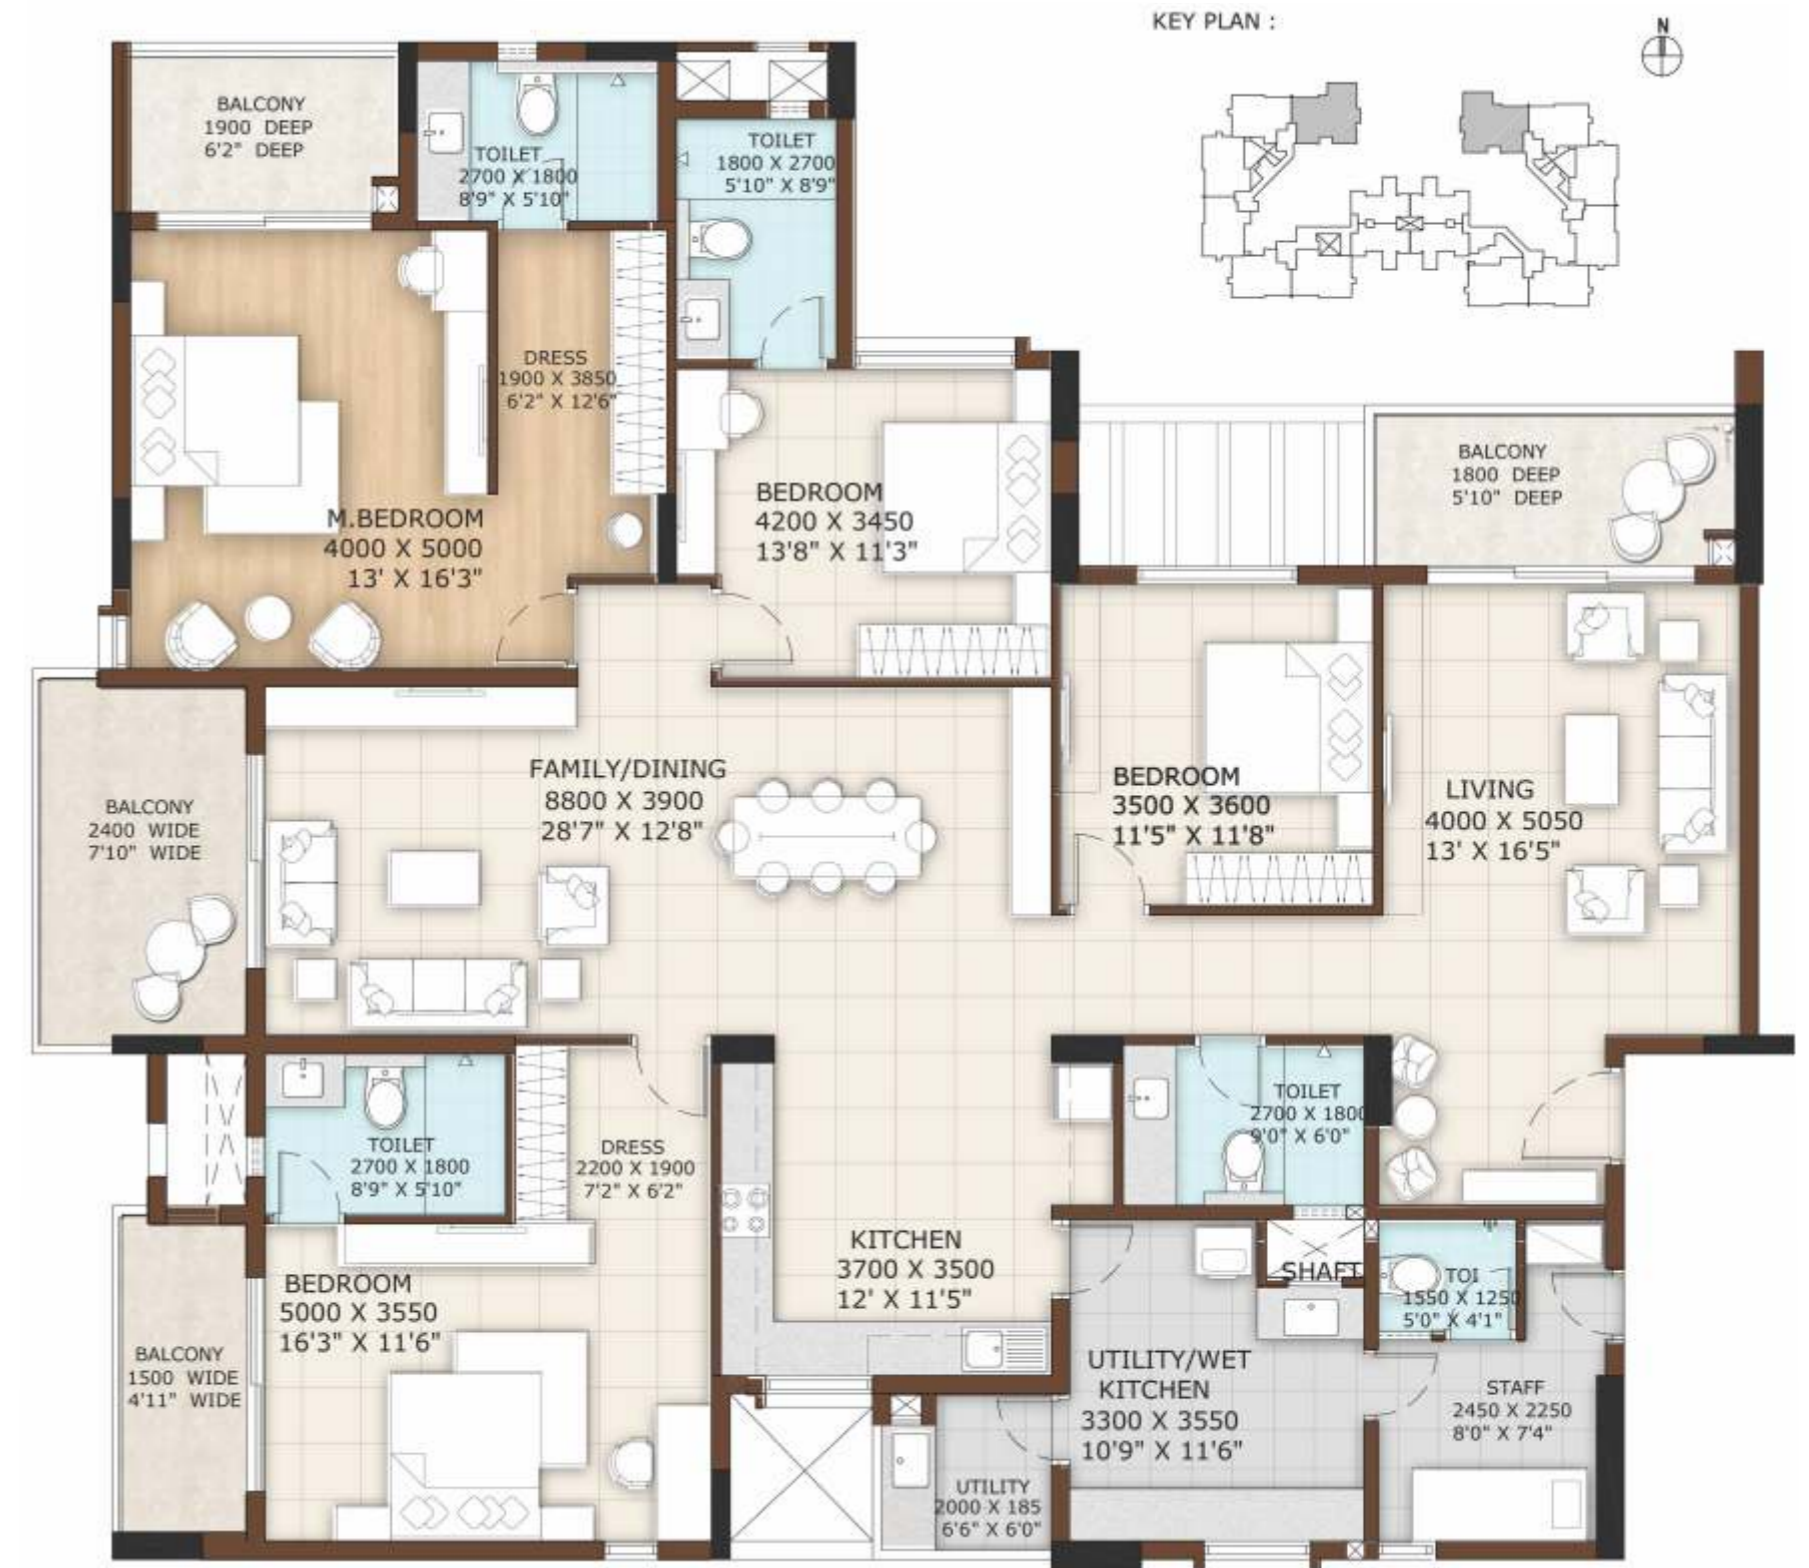 KEY PLAN :
N
BALCONY
1900 DEEP
6'2" DEEP
TOILET
2700 X 1800
8'9" X 5'10"
TOILET
1800 X 2700
5'10" X 8'9"
DRESS
1900 X 3850
6'2" X 12'6"
M.BEDROOM
4000 X 5000
13' X 16'3"
BEDROOM
4200 X 3450
13'8" X 11'3"
BALCONY
1800 DEEP
5'10" DEEP
BALCONY
2400 WIDE
7'10" WIDE
FAMILY/DINING
8800 X 3900
28'7" X 12'8"
BEDROOM
3500 X 3600
11'5" X 11'8"
LIVING
4000 X 5050
13' X 16'5"
TOILET
2700 X 1800
8'9" X 5'10"
DRESS
2200 X 1900
7'2" X 6'2"
TOILET
2700 X 1800
9'0" X 6'0"
KITCHEN
3700 X 3500
12' X 11'5"
SHAFT
TOI
1550 X 1250
5'0" X 4'1"
BEDROOM
5000 X 3550
16'3" X 11'6"
BALCONY
1500 WIDE
4'11" WIDE
UTILITY/WET
KITCHEN
3300 X 3550
10'9" X 11'6"
STAFF
2450 X 2250
8'0" X 7'4"
UTILITY
2000 X 185
6'6" X 6'0"